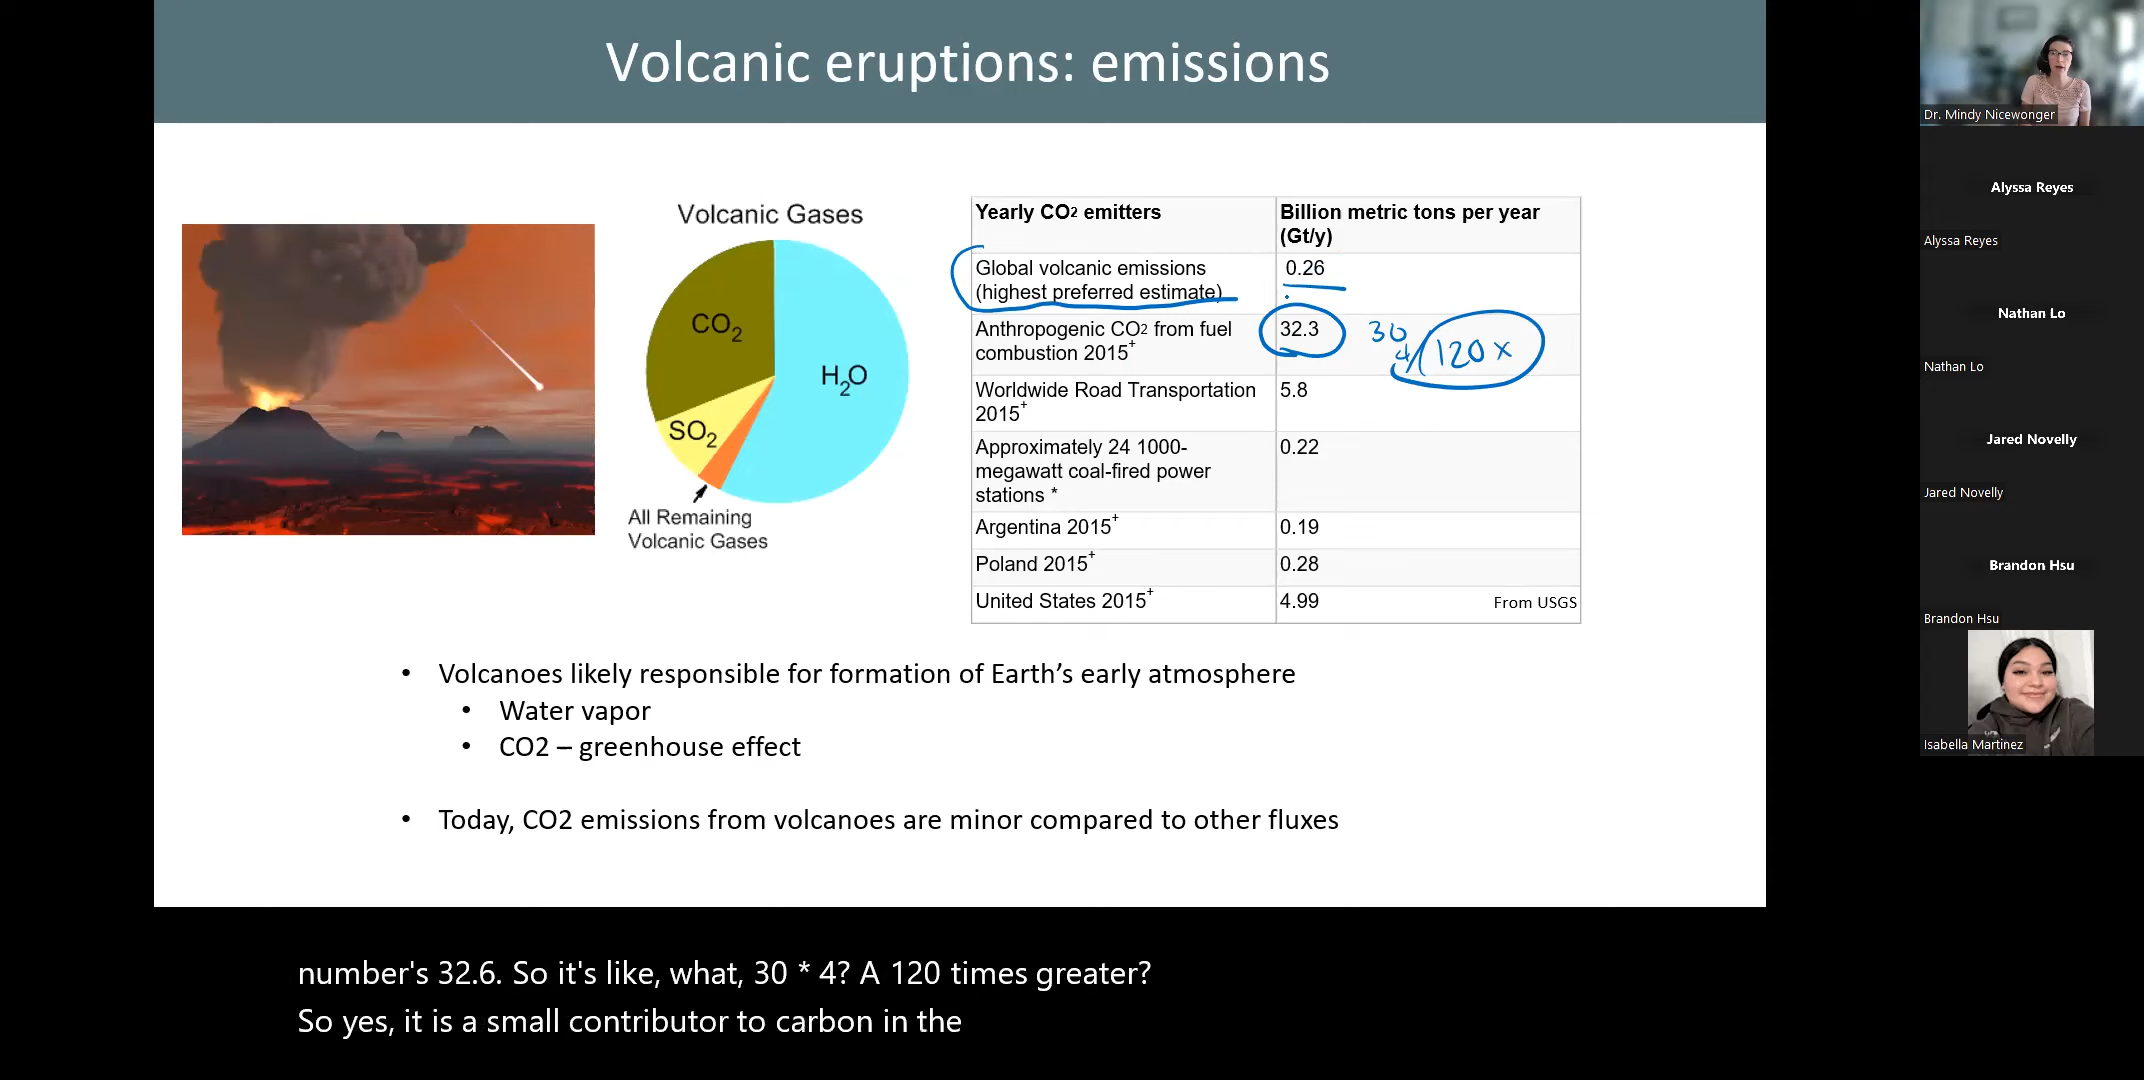 Volcanic eruptions: emissions
Volcanic Gases
CO2
H2O
SO2
All Remaining
Volcanic Gases
Yearly CO2 emitters
Billion metric tons per year
(Gt/y)
Global volcanic emissions
(highest preferred estimate)
0.26
Anthropogenic CO2 from fuel
combustion 2015+
32.3
30
4
120 x
Worldwide Road Transportation
2015+
5.8
Approximately 24 1000-
megawatt coal-fired power
stations *
0.22
Argentina 2015+
0.19
Poland 2015+
0.28
United States 2015+
4.99
From USGS
• Volcanoes likely responsible for formation of Earth’s early atmosphere
• Water vapor
• CO2 – greenhouse effect
• Today, CO2 emissions from volcanoes are minor compared to other fluxes
number's 32.6. So it's like, what, 30 * 4? A 120 times greater?
So yes, it is a small contributor to carbon in the
Dr. Mindy Nicewonger
Alyssa Reyes
Alyssa Reyes
Nathan Lo
Nathan Lo
Jared Novelly
Jared Novelly
Brandon Hsu
Brandon Hsu
Isabella Martinez